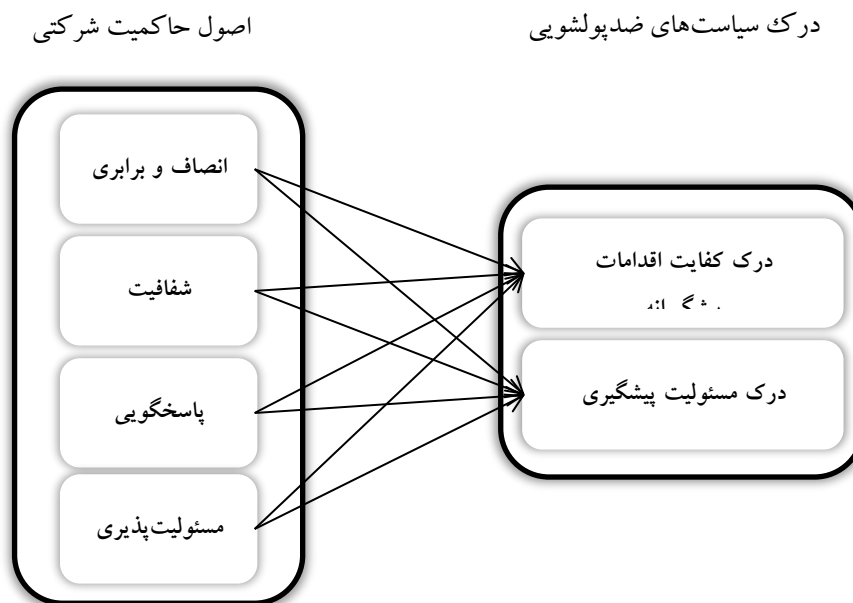 اصول حاکمیت شرکتی
درک سیاست‌های ضدپولشویی
انصاف و برابری
شفافیت
پاسخگویی
مسئولیت‌پذیری
درک کفایت اقدامات
درک مسئولیت پیشگیری